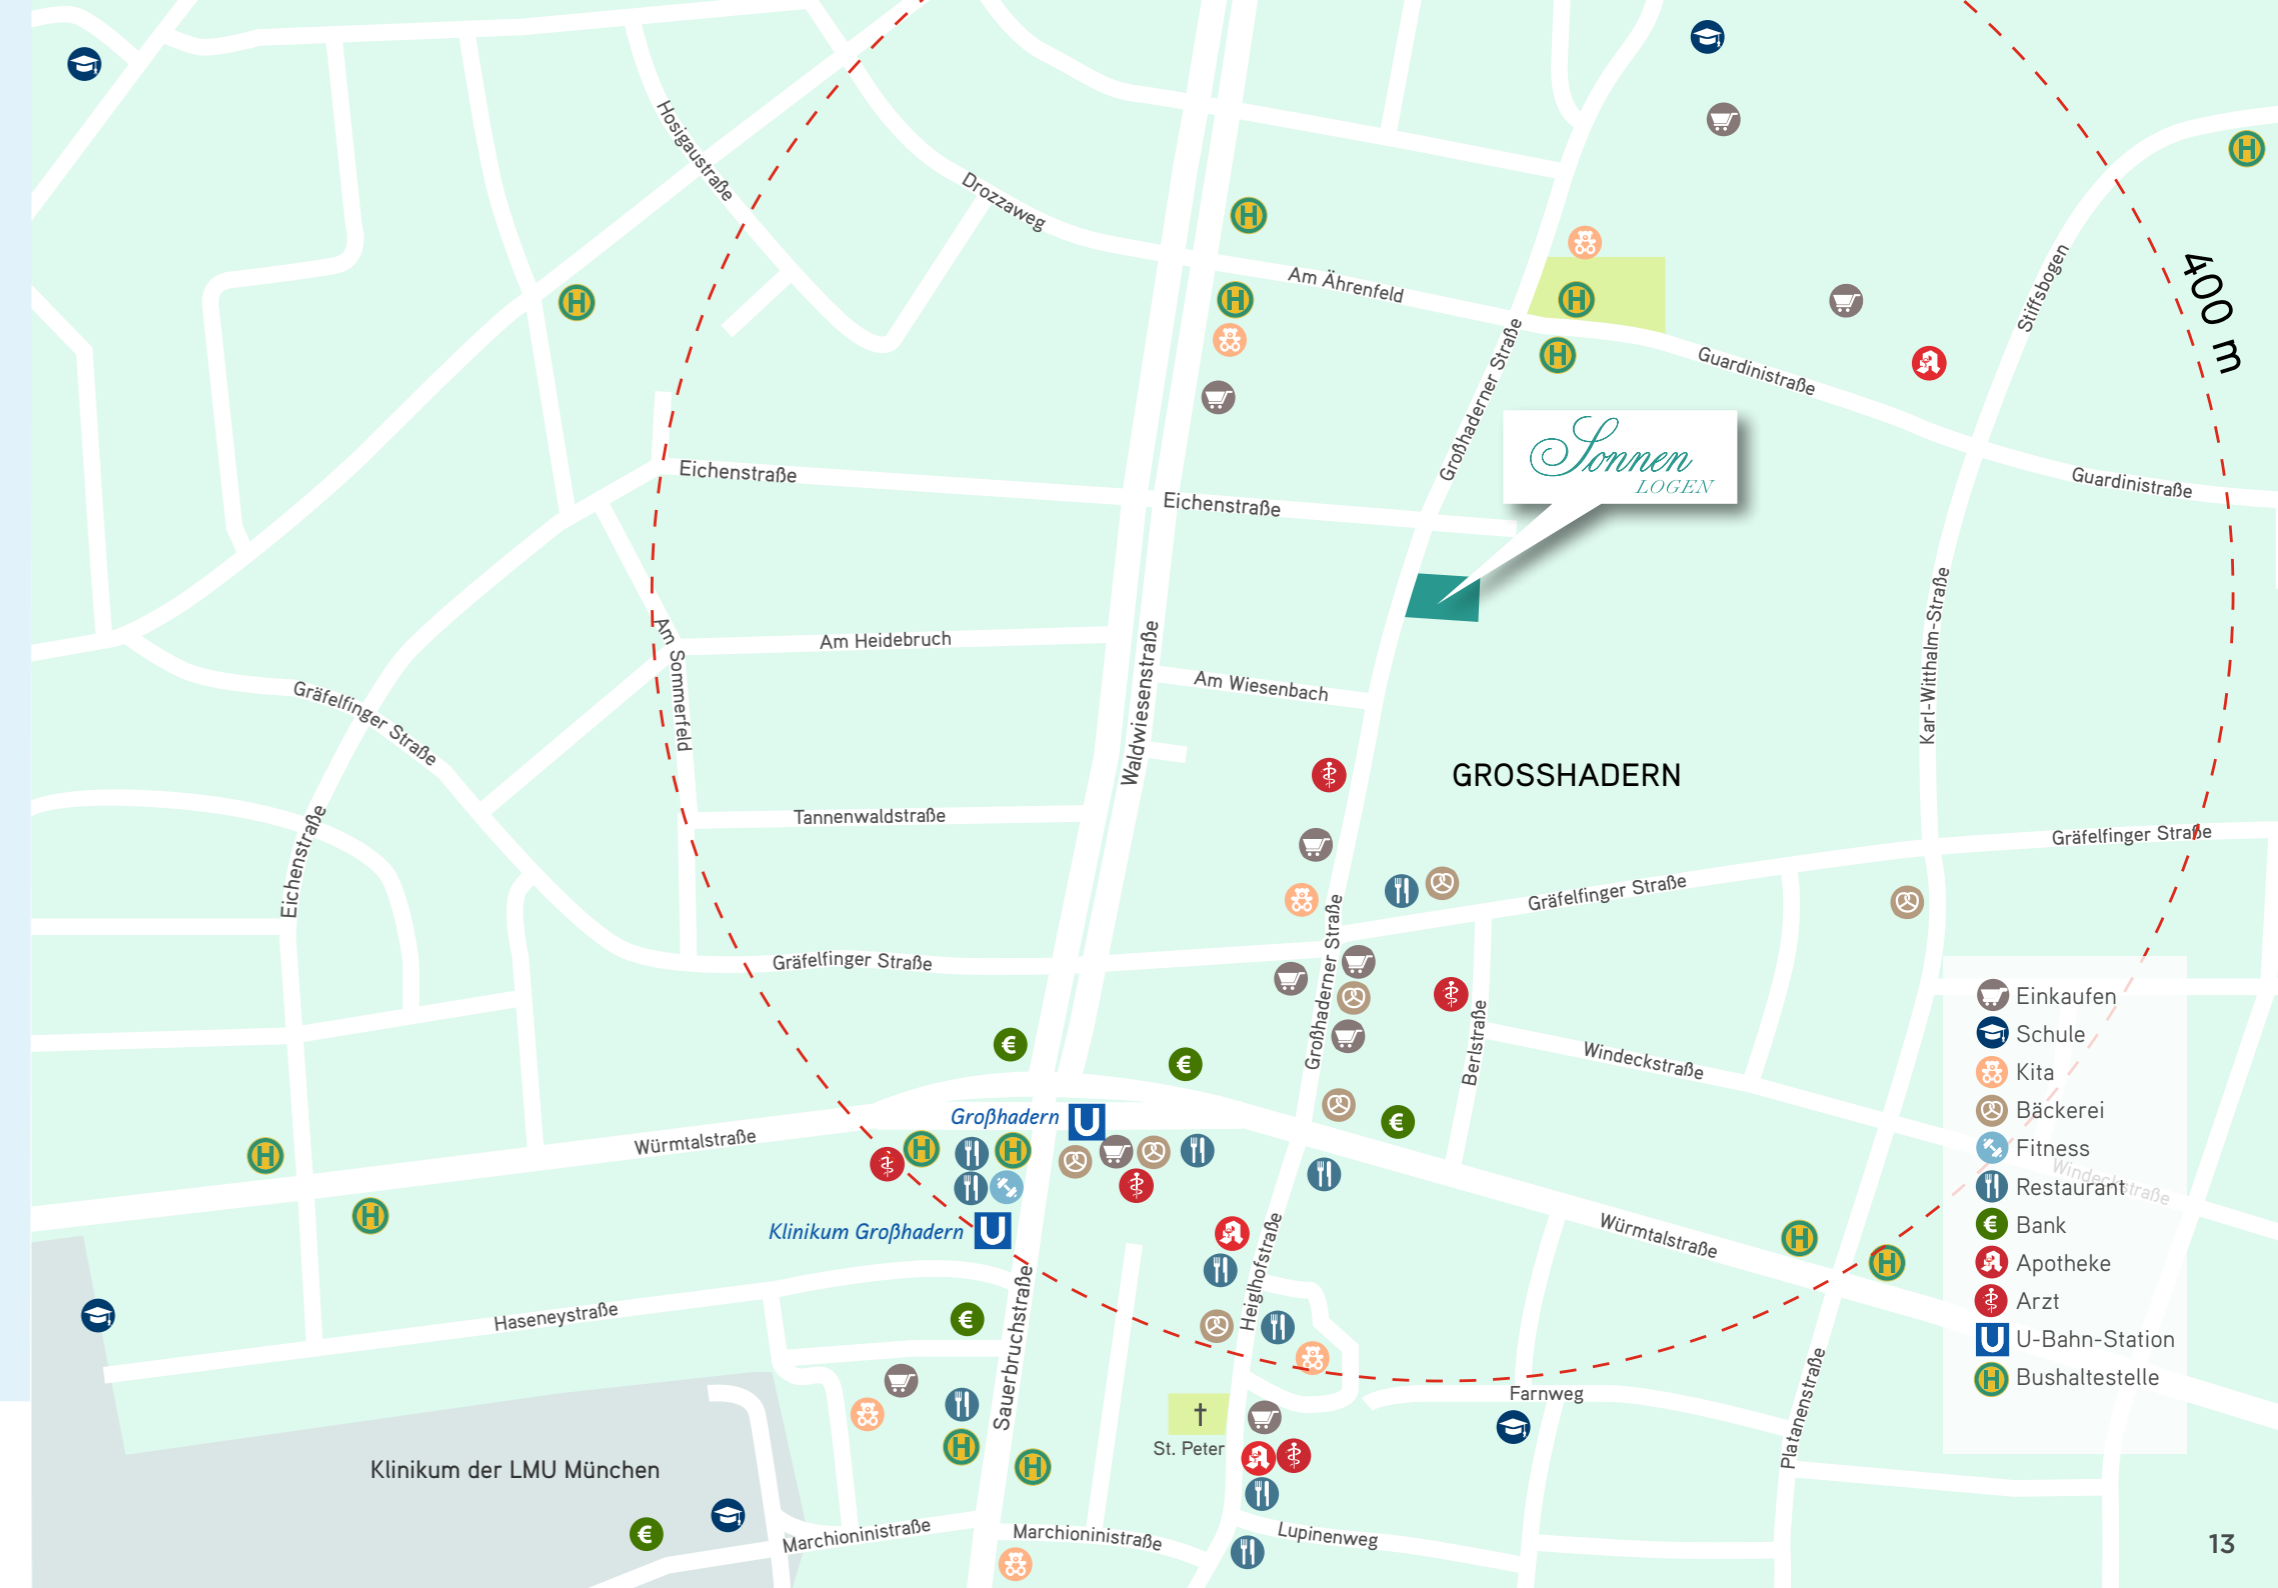 Hosigaustraße
Drozzaweg
Am Ährenfeld
Stiffsbogen
400 m
Großhaderner Straße
Guardinistraße
Sonnen
LOGEN
Guardinistraße
Eichenstraße
Eichenstraße
Am Sommerfeld
Am Heidebruch
Waldwiesenstraße
Am Wiesenbach
Karl-Witthalm-Straße
Gräfelfinger Straße
GROSSHADERN
Eichenstraße
Tannenwaldstraße
Gräfelfinger Straße
Gräfelfinger Straße
Großhaderner Straße
Gräfelfinger Straße
Berlstraße
Windeckstraße
Großhadern
U
Würmtalstraße
Klinikum Großhadern
U
Heiglhofstraße
Würmtalstraße
Windeckstraße
Haseneystraße
Sauerbruchstraße
Platanenstraße
Farnweg
St. Peter
Klinikum der LMU München
Marchioninistraße
Marchioninistraße
Lupinenweg
Einkaufen
Schule
Kita
Bäckerei
Fitness
Restaurant
€ Bank
Apotheke
Arzt
U U-Bahn-Station
H Bushaltestelle
13